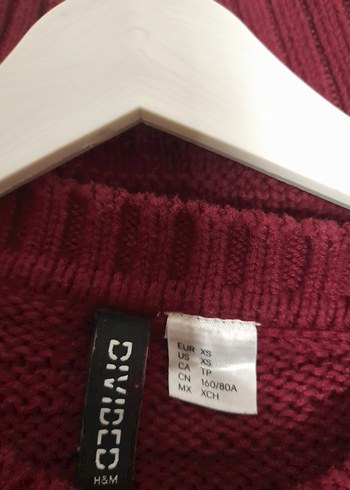 DIVIDED
H&M
EUR XS
US XS
CA TP
CN 160/80A
MX XCH